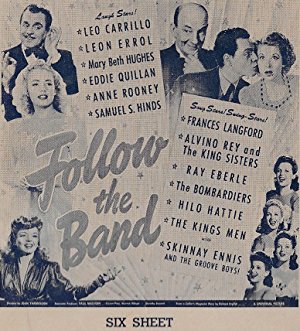 Laugh Stars!
★ LEO CARRILLO
★ LEON ERROL
★ Mary Beth HUGHES
★ EDDIE QUILLAN
★ ANNE ROONEY
★ SAMUEL S. HINDS
Song Stars! Swing Stars!
★ FRANCES LANGFORD
★ ALVINO REY and
The KING SISTERS
★ RAY EBERLE
★ The BOMBARDIERS
★ HILO HATTIE
★ THE KINGS MEN
with
★ SKINNAY ENNIS
AND THE GROOVE BOYS!
Follow
the
Band
A UNIVERSAL PICTURE
SIX SHEET